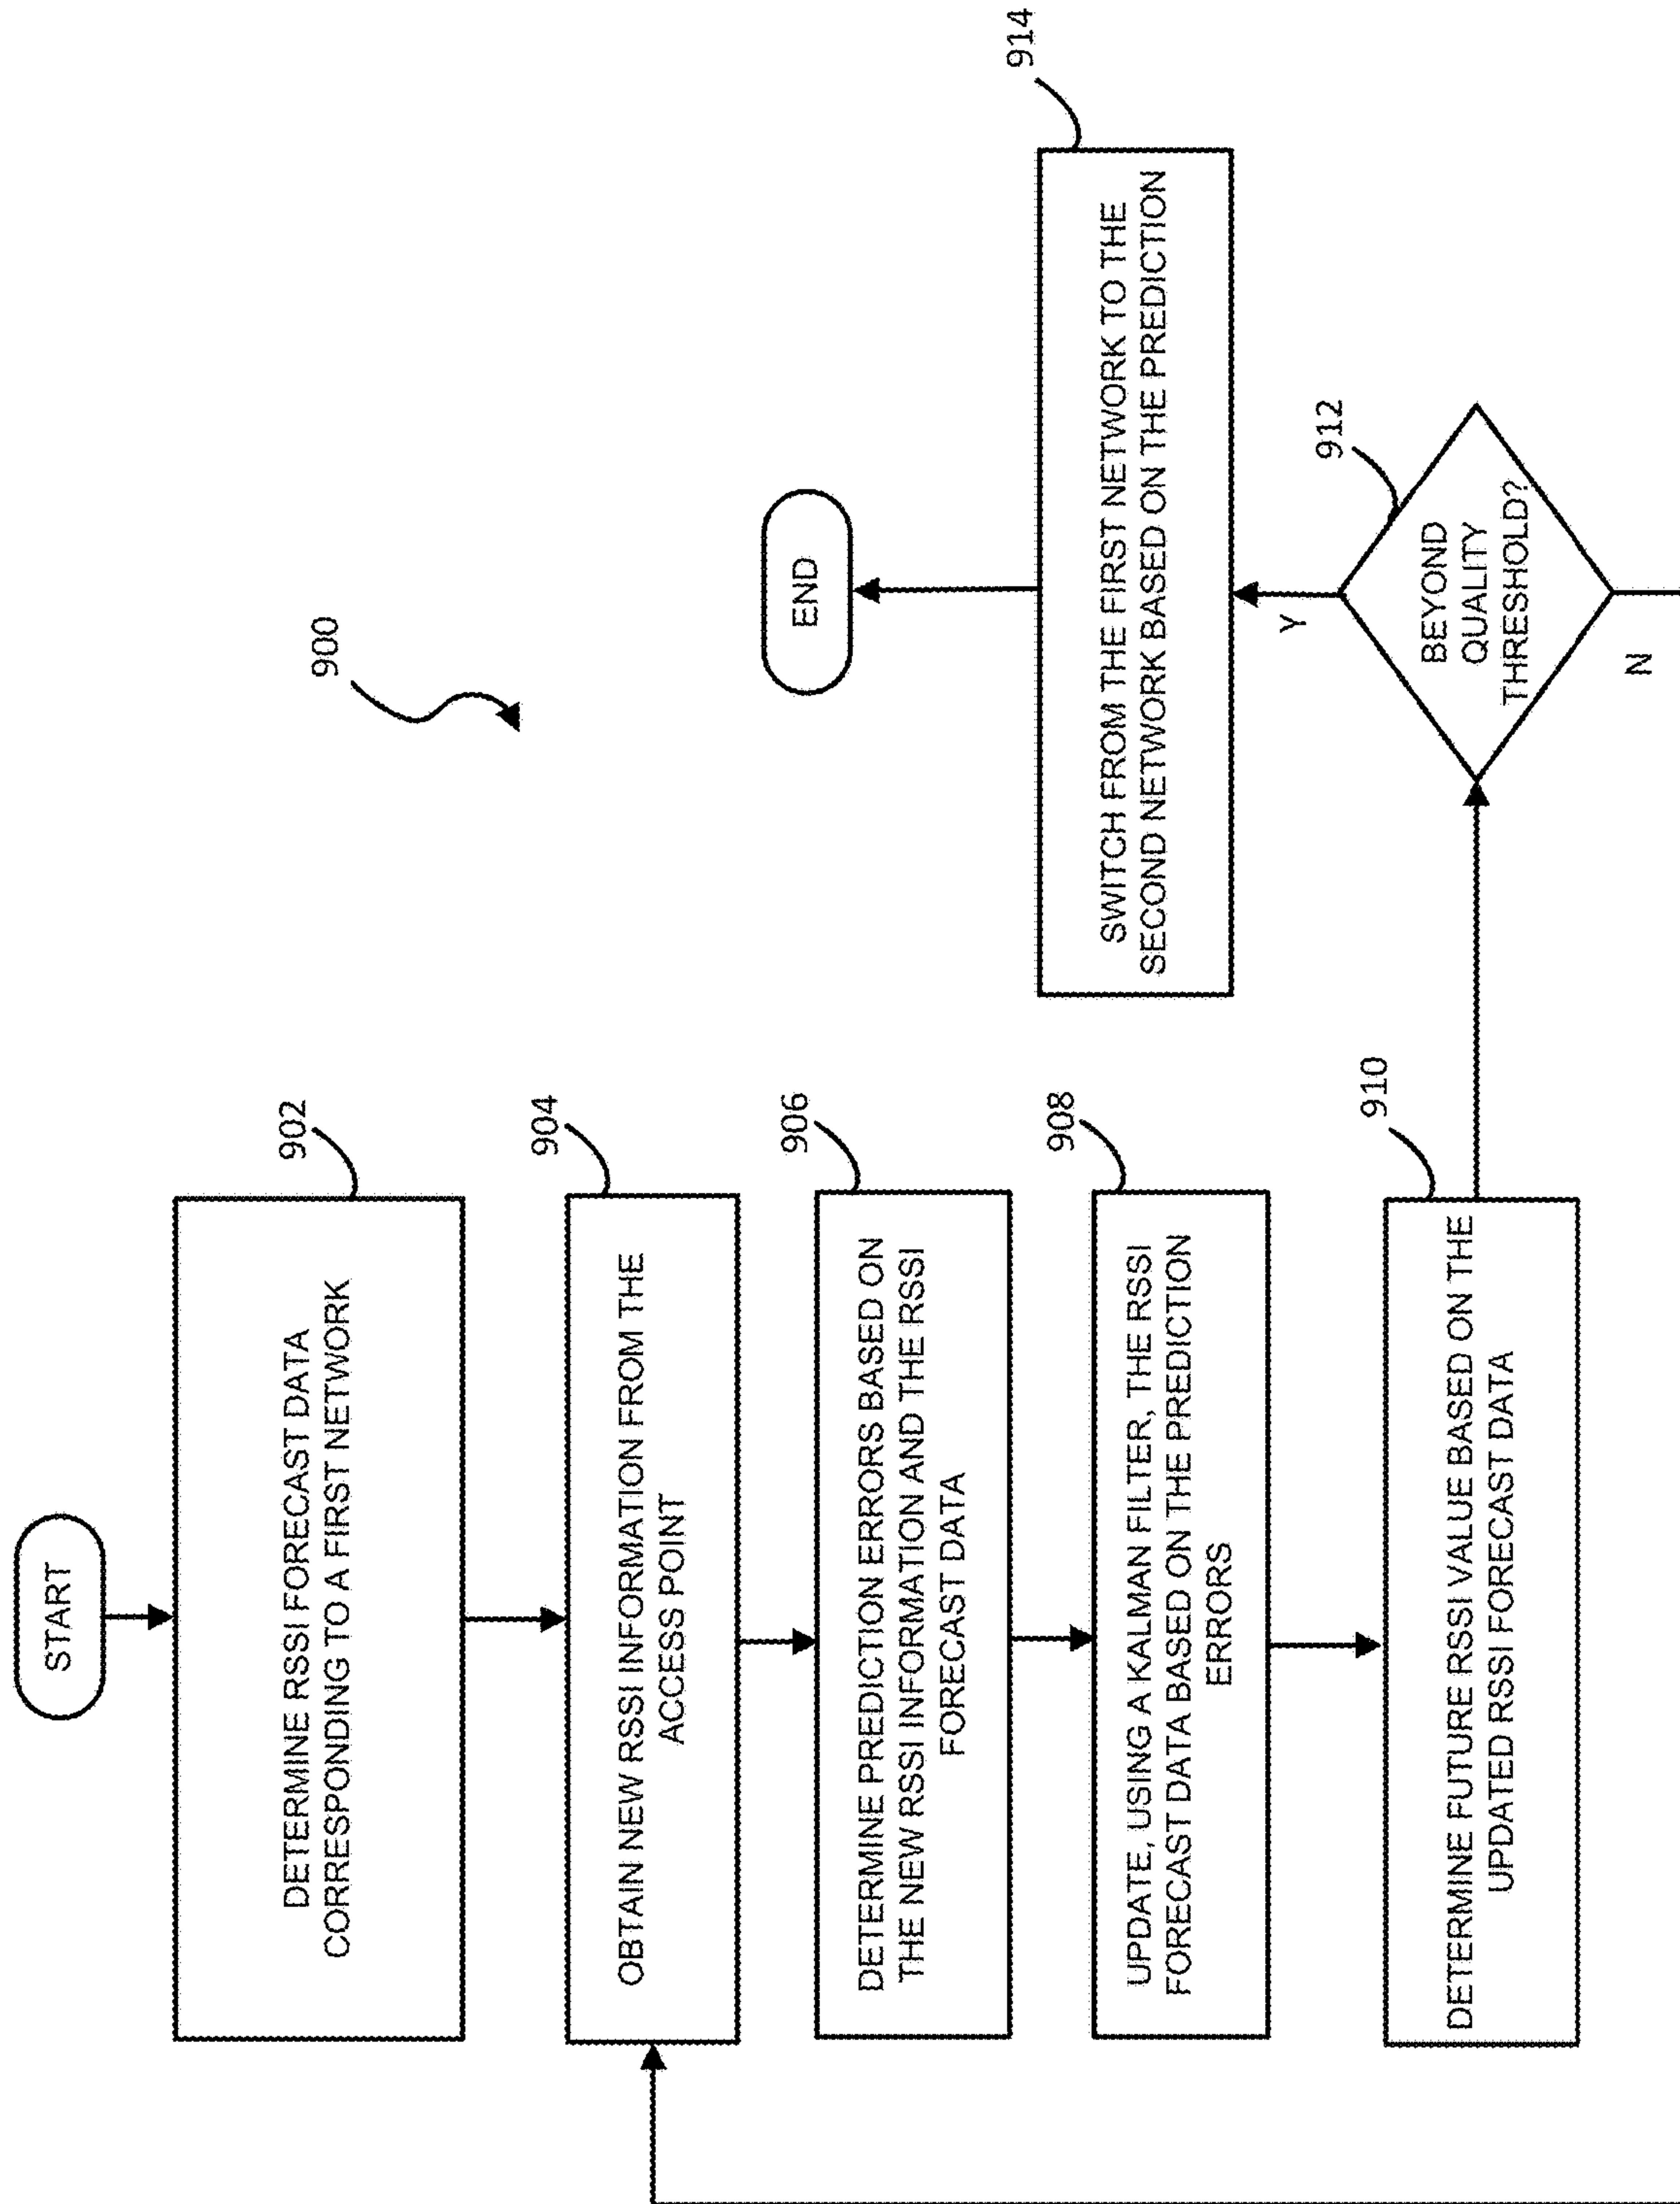 900
START
902
DETERMINE RSSI FORECAST DATA
CORRESPONDING TO A FIRST NETWORK
904
OBTAIN NEW RSSI INFORMATION FROM THE
ACCESS POINT
906
DETERMINE PREDICTION ERRORS BASED ON
THE NEW RSSI INFORMATION AND THE RSSI
FORECAST DATA
908
UPDATE, USING A KALMAN FILTER, THE RSSI
FORECAST DATA BASED ON THE PREDICTION
ERRORS
910
DETERMINE FUTURE RSSI VALUE BASED ON THE
UPDATED RSSI FORECAST DATA
912
BEYOND
QUALITY
THRESHOLD?
Y
N
914
SWITCH FROM THE FIRST NETWORK TO THE
SECOND NETWORK BASED ON THE PREDICTION
END